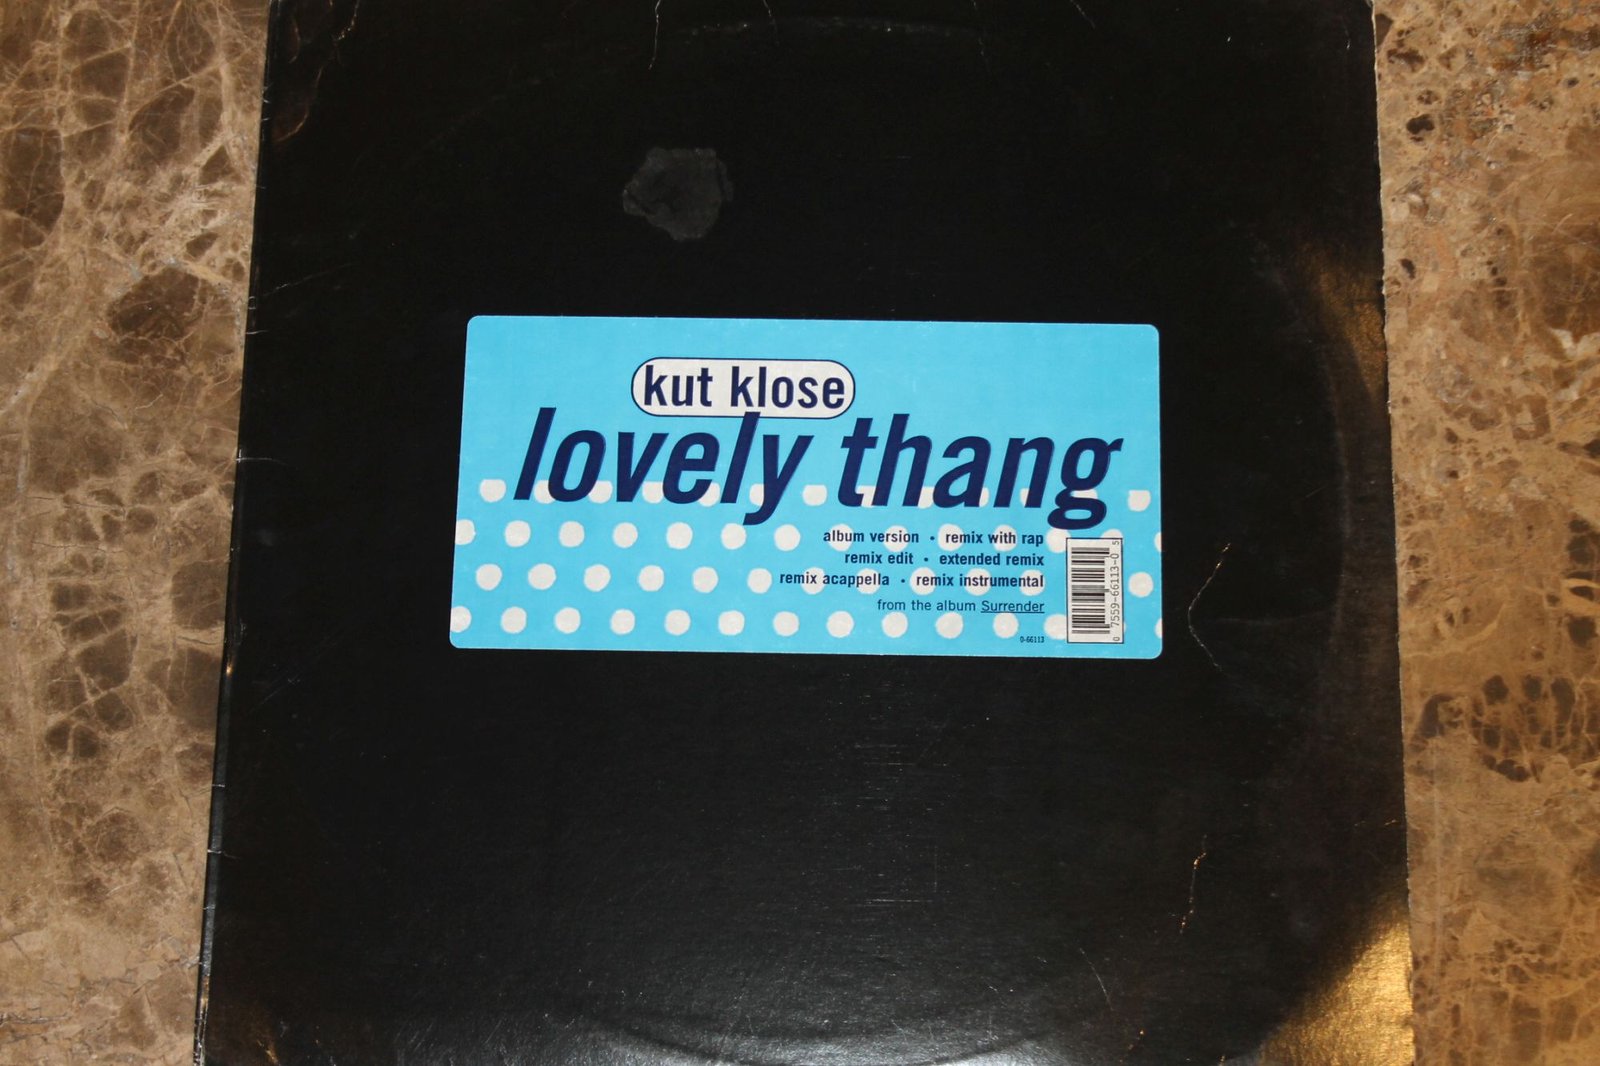 kut klose
lovely thang
album version • remix with rap
remix edit • extended remix
remix acappella • remix instrumental
from the album Surrender
0-66113
0 7559-66113-0 5